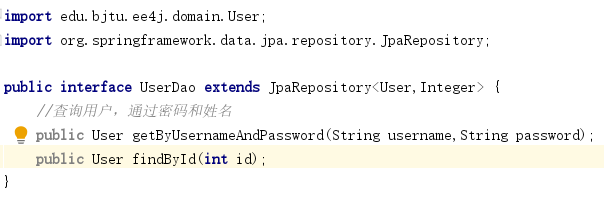 import edu.bjtu.ee4j.domain.User;
import org.springframework.data.jpa.repository.JpaRepository;
public interface UserDao extends JpaRepository<User,Integer> {
//查询用户，通过密码和姓名
public User getByUsernameAndPassword(String username,String password);
public User findById(int id);
}